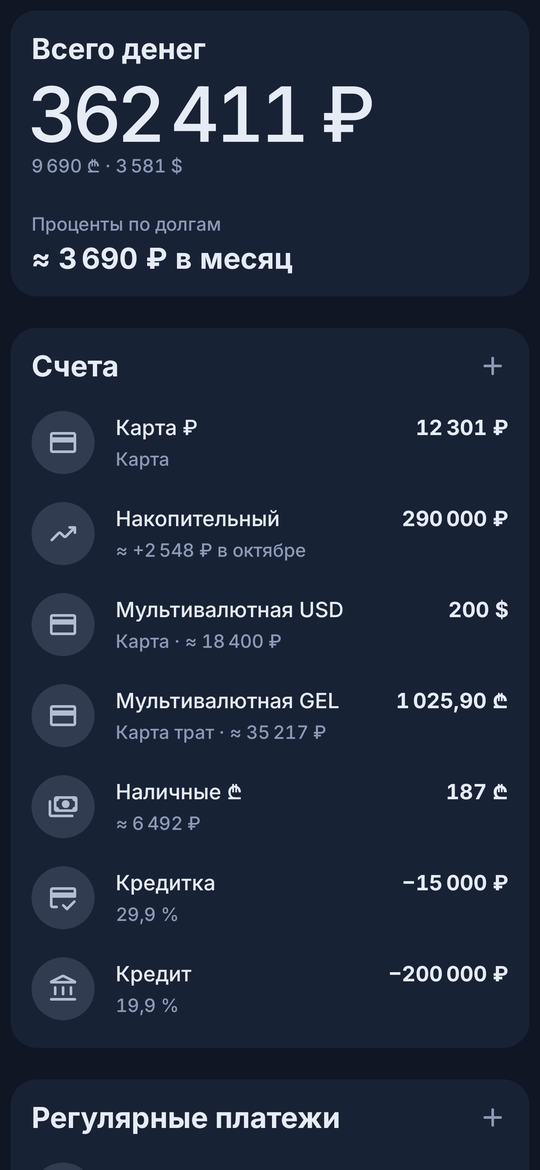 Всего денег
362 411 ₽
9 690 ₾ · 3 581 $
Проценты по долгам
≈ 3 690 ₽ в месяц
Счета
Карта ₽ 12 301 ₽
Карта
Накопительный 290 000 ₽
≈ +2 548 ₽ в октябре
Мультивалютная USD 200 $
Карта · ≈ 18 400 ₽
Мультивалютная GEL 1 025,90 ₾
Карта трат · ≈ 35 217 ₽
Наличные ₾ 187 ₾
≈ 6 492 ₽
Кредитка −15 000 ₽
29,9 %
Кредит −200 000 ₽
19,9 %
Регулярные платежи